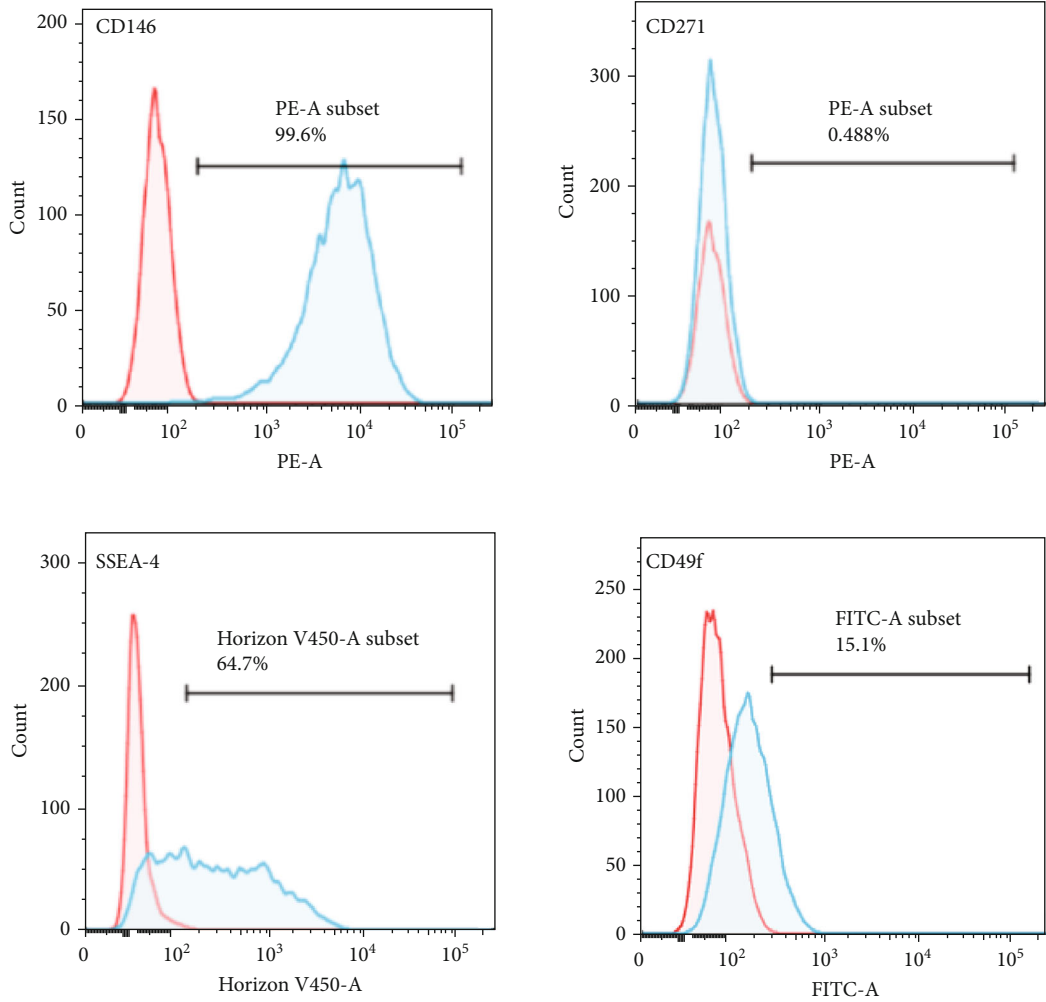 CD146
PE-A subset
99.6%
200
150
100
50
0
Count
0 10² 10³ 10⁴ 10⁵
PE-A
CD271
PE-A subset
0.488%
300
200
100
0
Count
0 10² 10³ 10⁴ 10⁵
PE-A
SSEA-4
Horizon V450-A subset
64.7%
300
200
100
0
Count
0 10² 10³ 10⁴ 10⁵
Horizon V450-A
CD49f
FITC-A subset
15.1%
250
200
150
100
50
0
Count
0 10² 10³ 10⁴ 10⁵
FITC-A